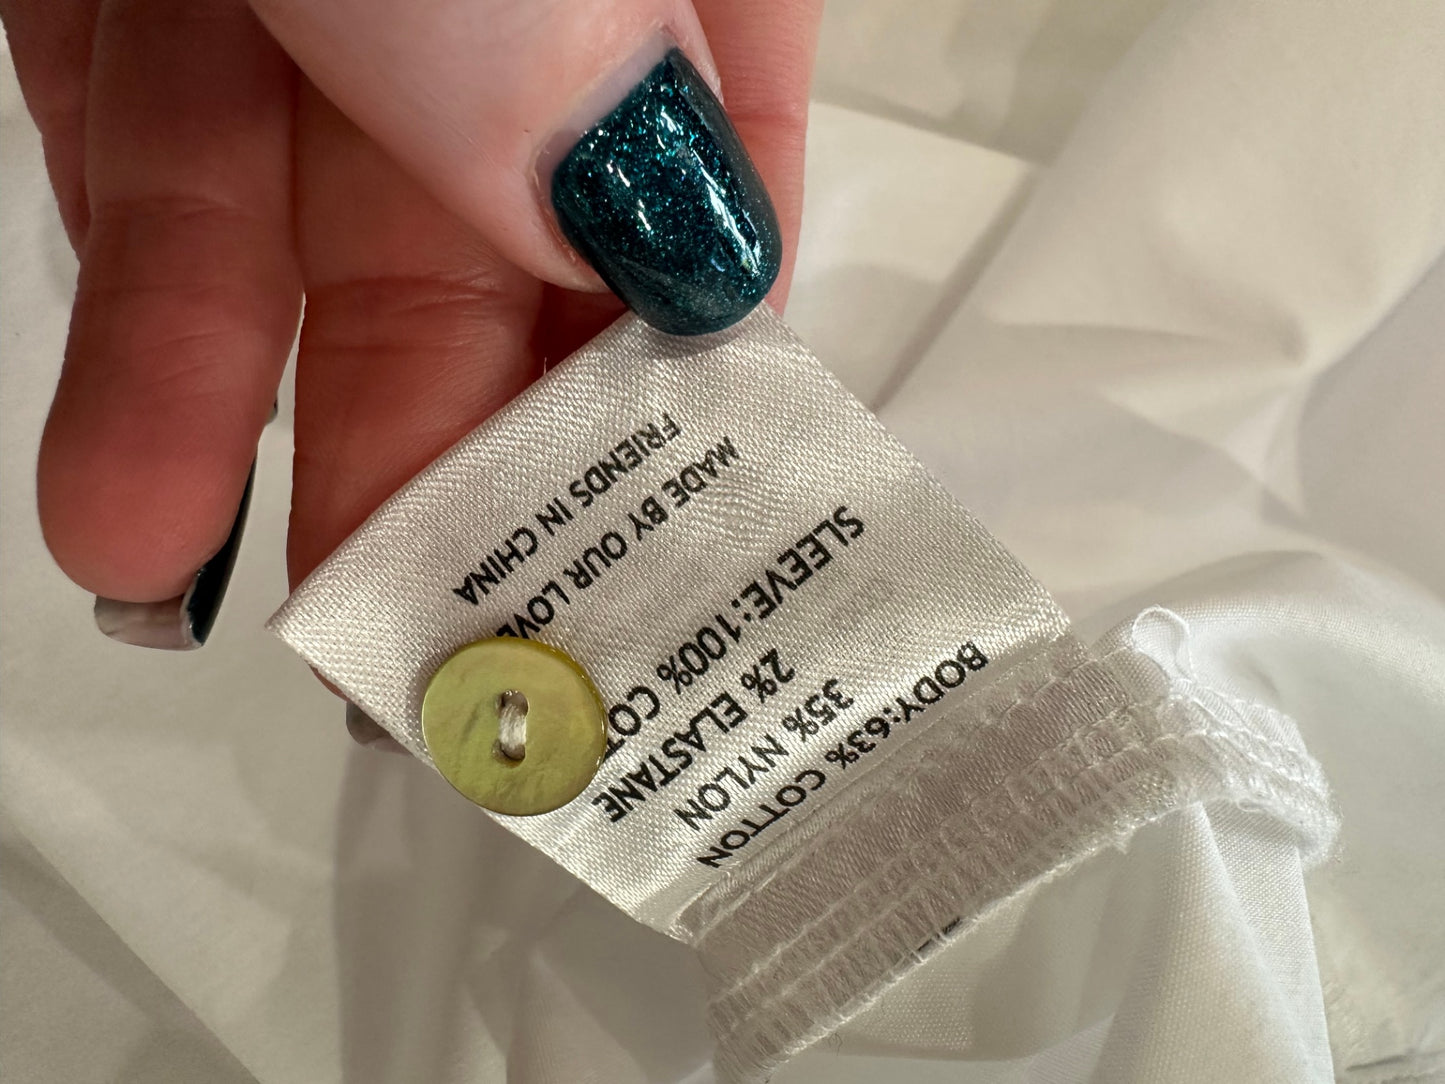 BODY:63% COTTON
35% NYLON
2% ELASTANE
SLEEVE:100%
MADE BY OUR
FRIENDS IN CHINA